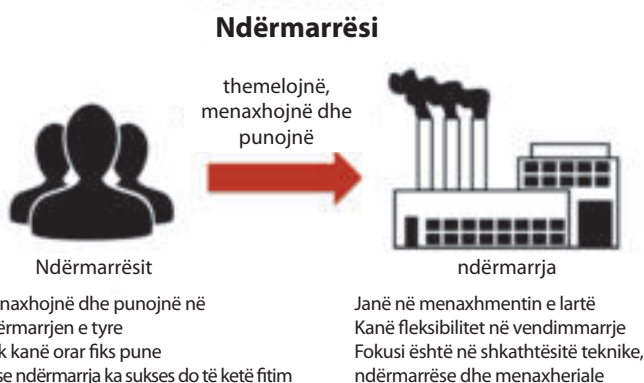 Ndërmarrësi
themelojnë,
menaxhojnë dhe
punojnë
Ndërmarrësit
ndërmarrja
dhe punojnë në
e tyre
kanë orar fiks pune
ndërmarrja ka sukses do të ketë fitim
Janë në menaxhmentin e lartë
Kanë fleksibilitet në vendimmarrje
Fokusi është në shkathtësitë teknike,
ndërmarrëse dhe menaxheriale